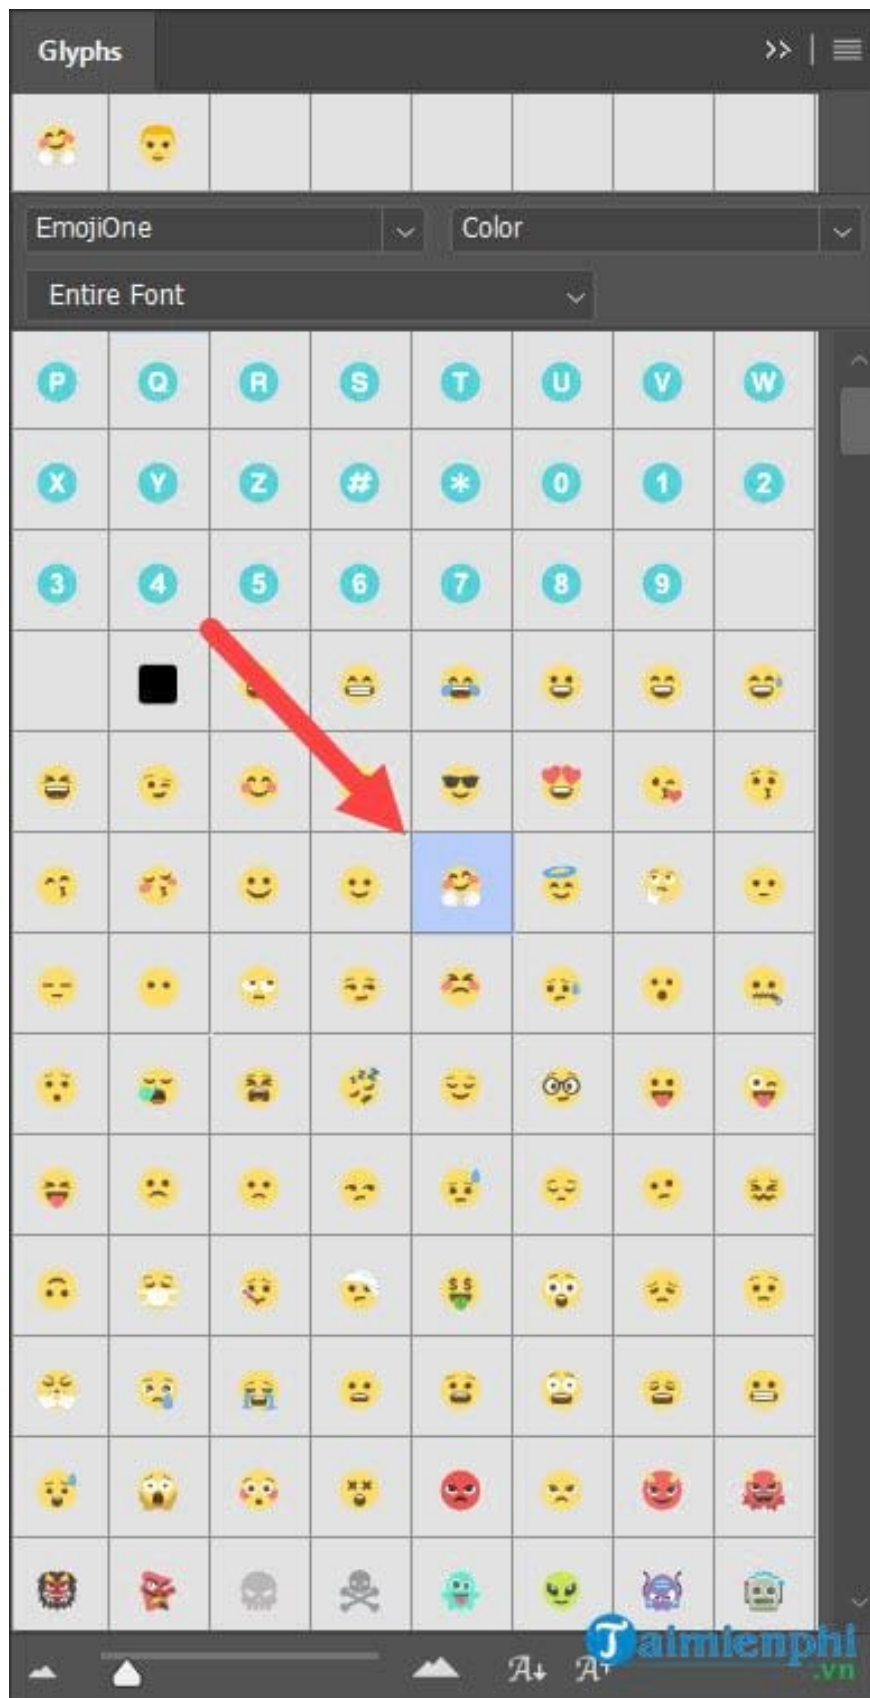 Glyphs
EmojiOne
Color
Entire Font
P Q R S T U V W
X Y Z # * 0 1 2
3 4 5 6 7 8 9
Taimienphi
.vn